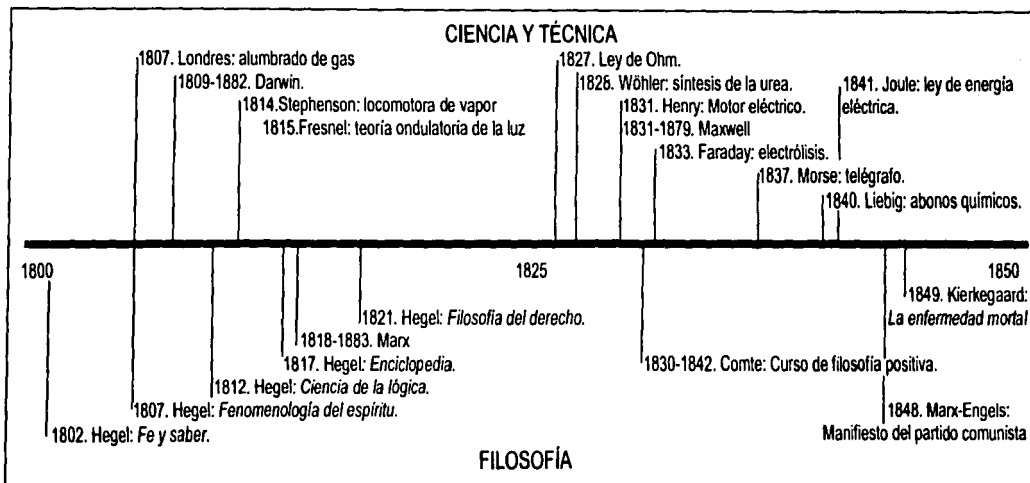 CIENCIA Y TÉCNICA
1807. Londres: alumbrado de gas
1809-1882. Darwin.
1814.Stephenson: locomotora de vapor
1815.Fresnel: teoría ondulatoria de la luz
1827. Ley de Ohm.
1828. Wöhler: síntesis de la urea.
1831. Henry: Motor eléctrico.
1831-1879. Maxwell
1833. Faraday: electrólisis.
1837. Morse: telégrafo.
1841. Joule: ley de energía
eléctrica.
1840. Liebig: abonos químicos.
1800
1825
1850
1849. Kierkegaard:
La enfermedad mortal
1821. Hegel: Filosofía del derecho.
1818-1883. Marx
1817. Hegel: Enciclopedia.
1830-1842. Comte: Curso de filosofía positiva.
1812. Hegel: Ciencia de la lógica.
1807. Hegel: Fenomenología del espíritu.
1802. Hegel: Fe y saber.
1848. Marx-Engels:
Manifiesto del partido comunista
FILOSOFÍA